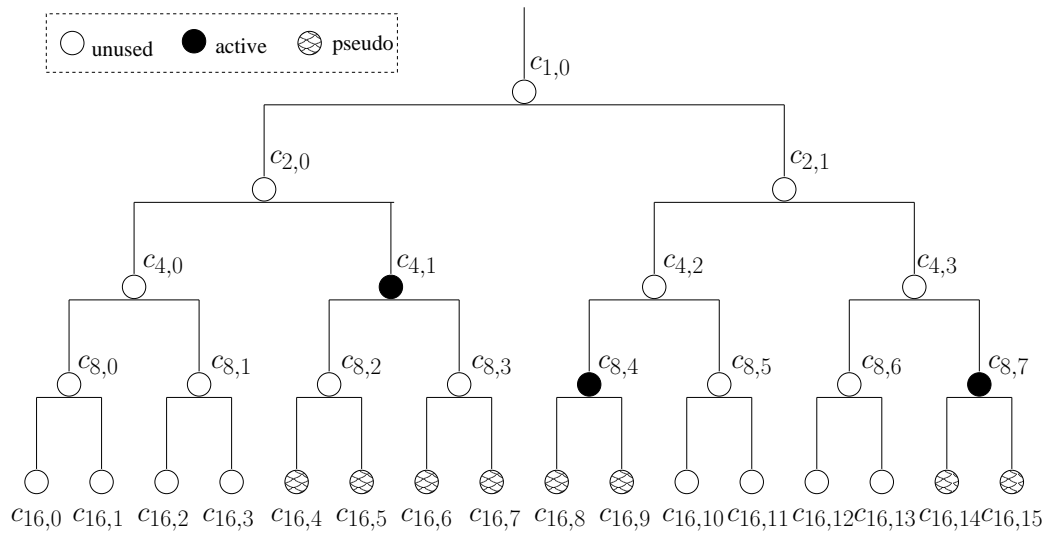 unused active pseudo
c1,0
c2,0 c2,1
c4,0 c4,1 c4,2 c4,3
c8,0 c8,1 c8,2 c8,3 c8,4 c8,5 c8,6 c8,7
c16,0 c16,1 c16,2 c16,3 c16,4 c16,5 c16,6 c16,7 c16,8 c16,9 c16,10 c16,11 c16,12 c16,13 c16,14 c16,15